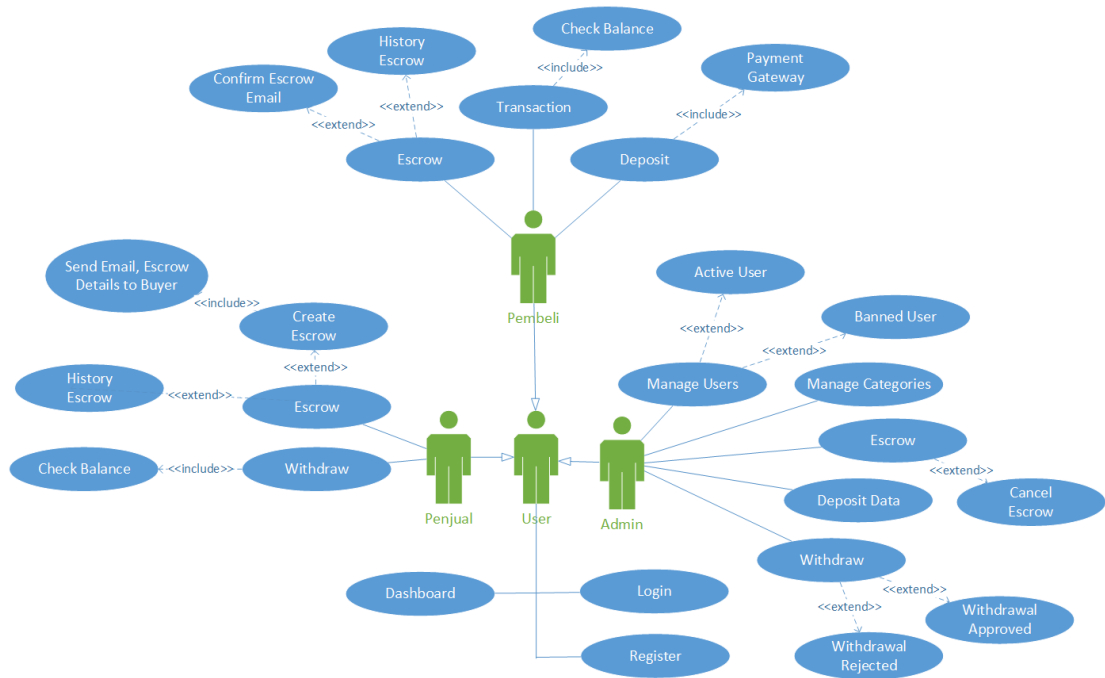 Check Balance
History
Escrow
<<include>>
Payment
Gateway
Confirm Escrow
Email
<<extend>>
Transaction
<<include>>
<<extend>>
Escrow
Deposit
Send Email, Escrow
Details to Buyer
<<include>>
Create
Escrow
Pembeli
Active User
Banned User
<<extend>>
<<extend>>
<<extend>>
History
Escrow
<<extend>>
Escrow
Manage Users
Manage Categories
Escrow
Check Balance
<<include>>
Withdraw
<<extend>>
Cancel
Escrow
Deposit Data
Penjual
User
Admin
Withdraw
Dashboard
Login
<<extend>>
<<extend>>
Withdrawal
Approved
Register
Withdrawal
Rejected